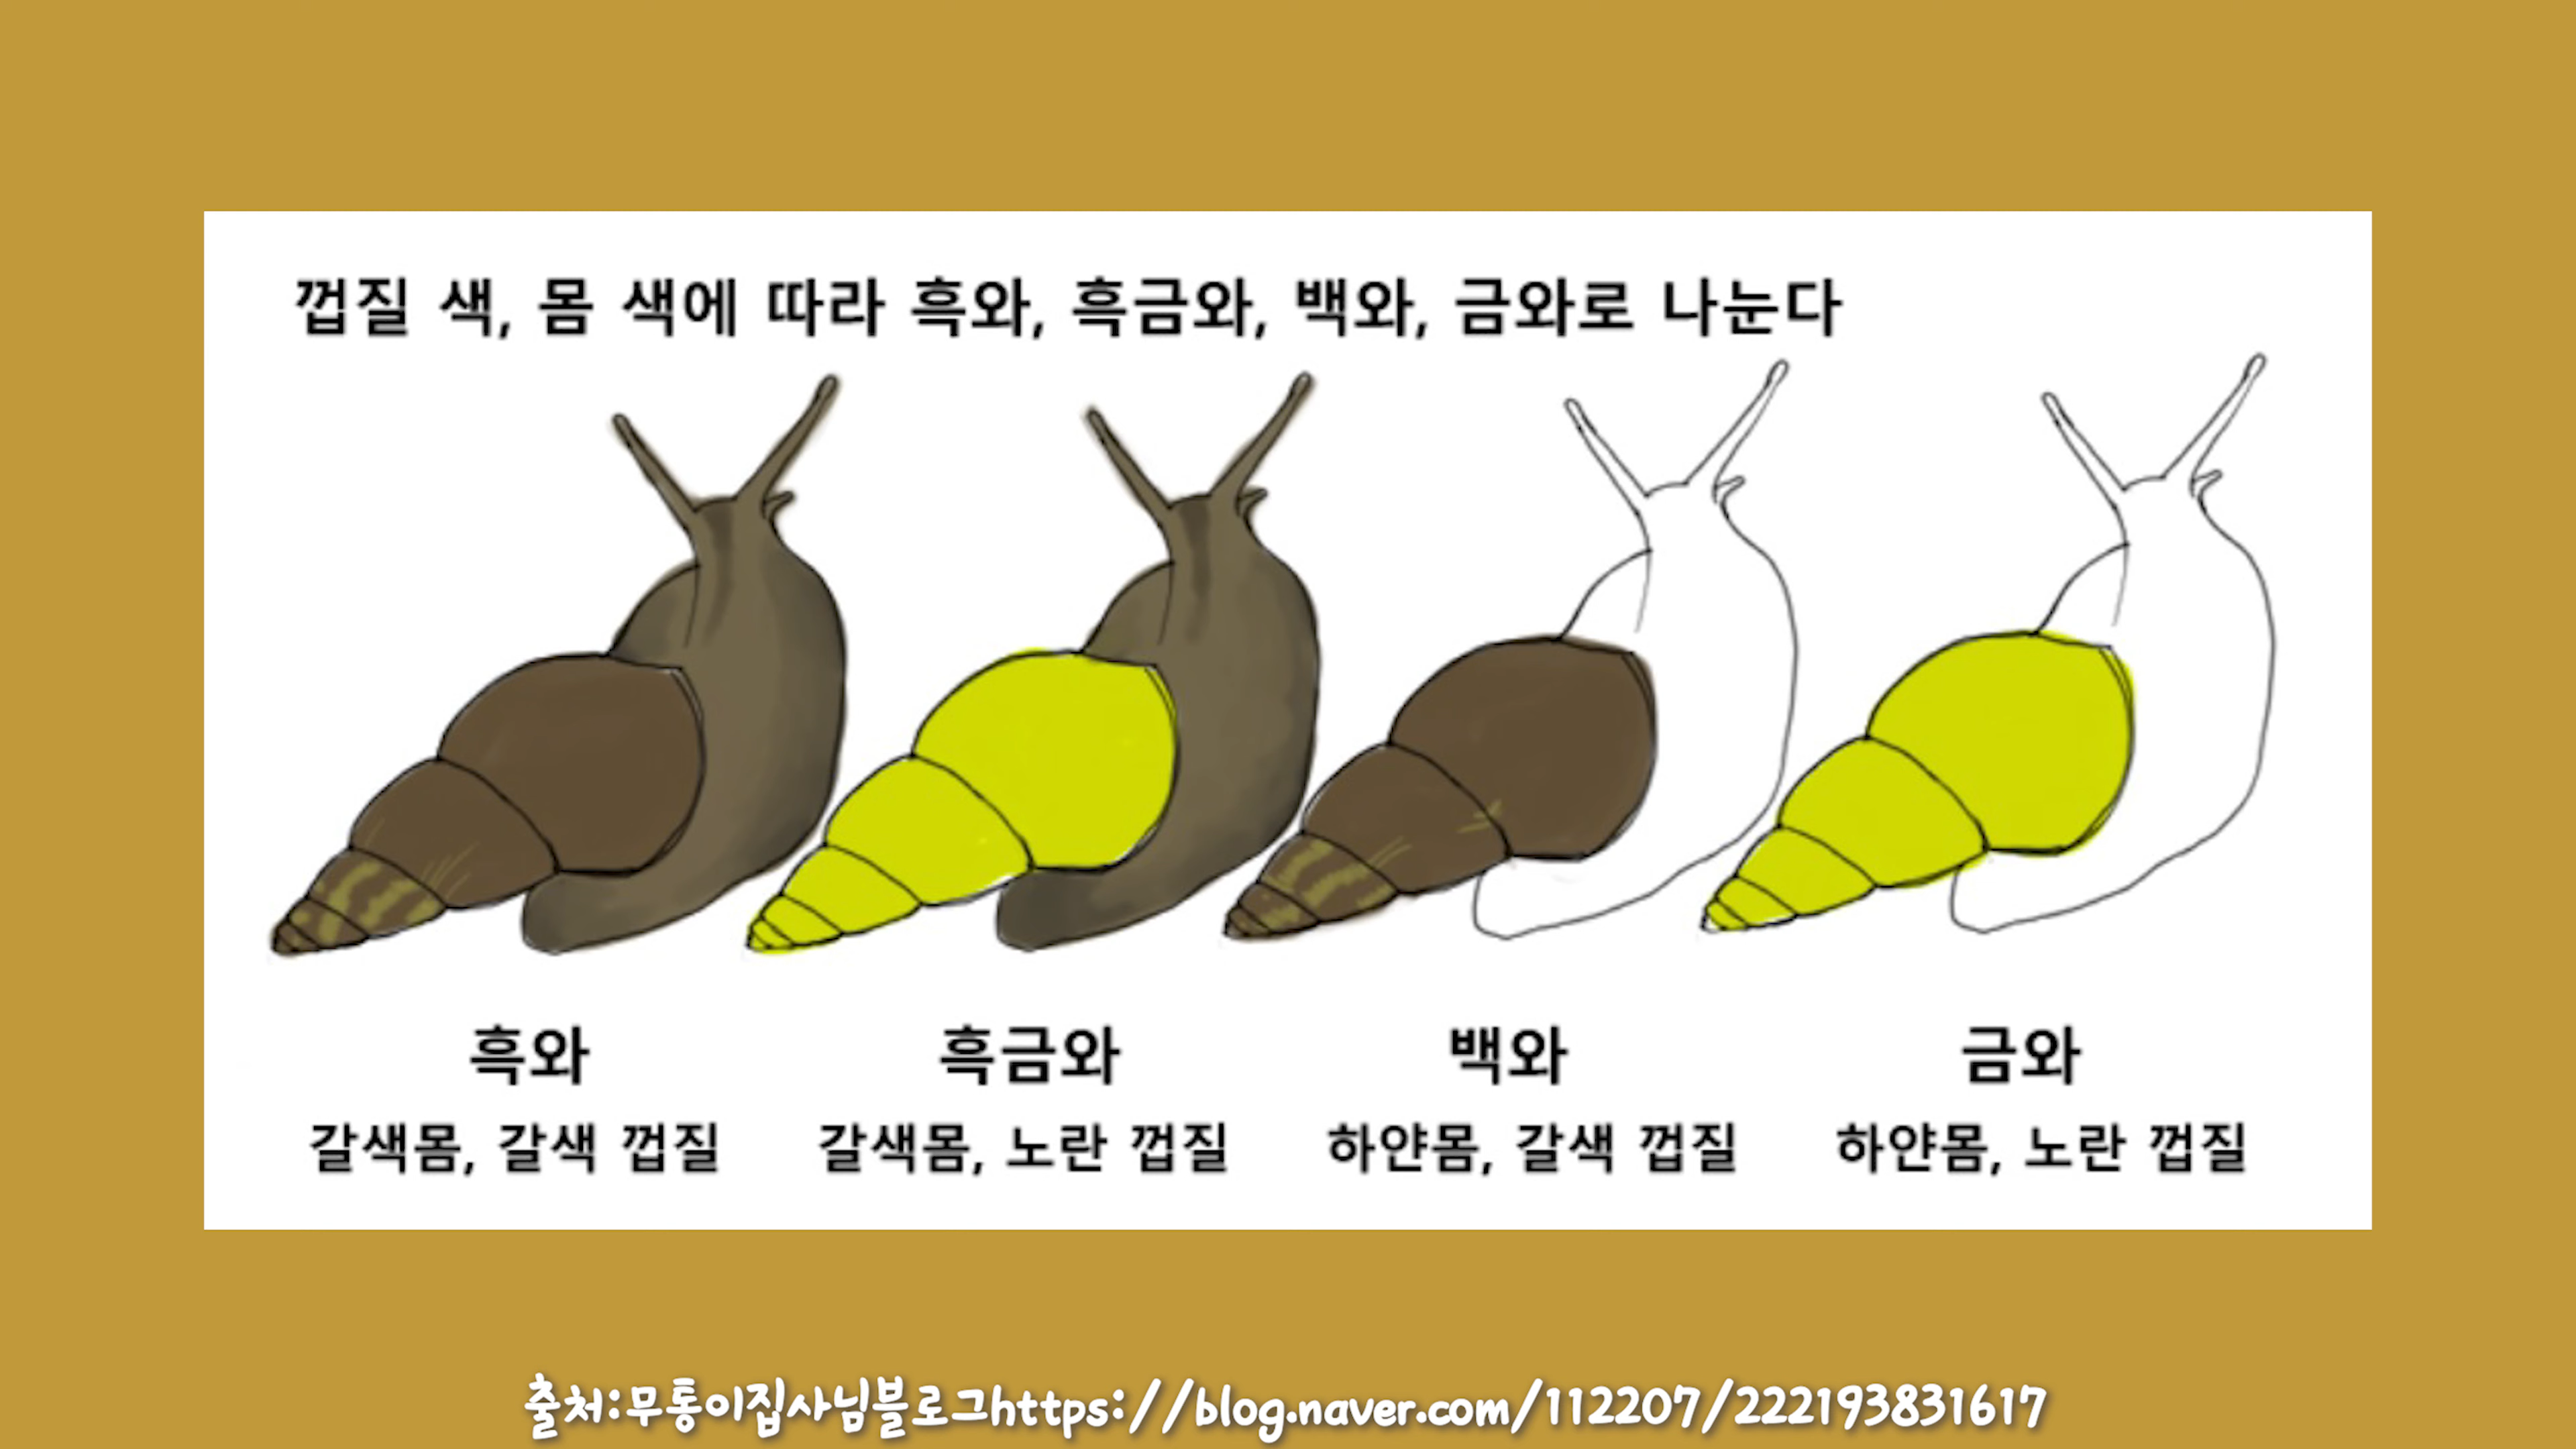 껍질 색, 몸 색에 따라 흑와, 흑금와, 백와, 금와로 나눈다
흑와
흑금와
백와
금와
갈색몸, 갈색 껍질
갈색몸, 노란 껍질
하얀몸, 갈색 껍질
하얀몸, 노란 껍질
출처:무통이집사님블로그https://blog.naver.com/112207/222193831617